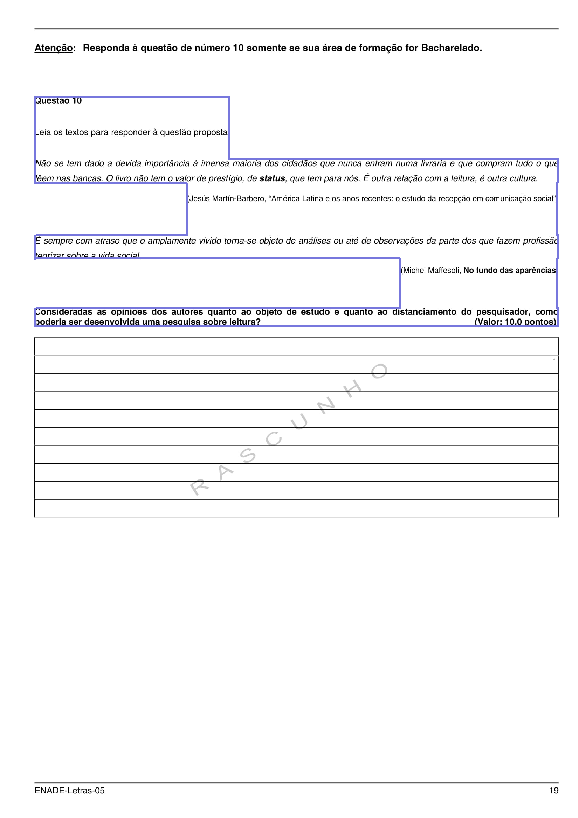 Atenção: Responda à questão de número 10 somente se sua área de formação for Bacharelado.
Questão 10
Leia os textos para responder à questão proposta
Não se tem dado a devida importância à imensa maioria dos cidadãos que nunca entram numa livraria e que compram tudo o que
lêem nas bancas. O livro não tem o valor de prestígio, de status, que tem para nós. É outra relação com a leitura, é outra cultura.
(Jesús Martín-Barbero, “América Latina e os anos recentes: o estudo da recepção em comunicação social”
É sempre com atraso que o amplamente vivido torna-se objeto de análises ou até de observações da parte dos que fazem profissão
teorizar sobre a vida social
(Michel Maffesoli, No fundo das aparências
Consideradas as opiniões dos autores quanto ao objeto de estudo e quanto ao distanciamento do pesquisador, como
poderia ser desenvolvida uma pesquisa sobre leitura? (Valor: 10,0 pontos)
RASCUNHO
ENADE-Letras-05 19